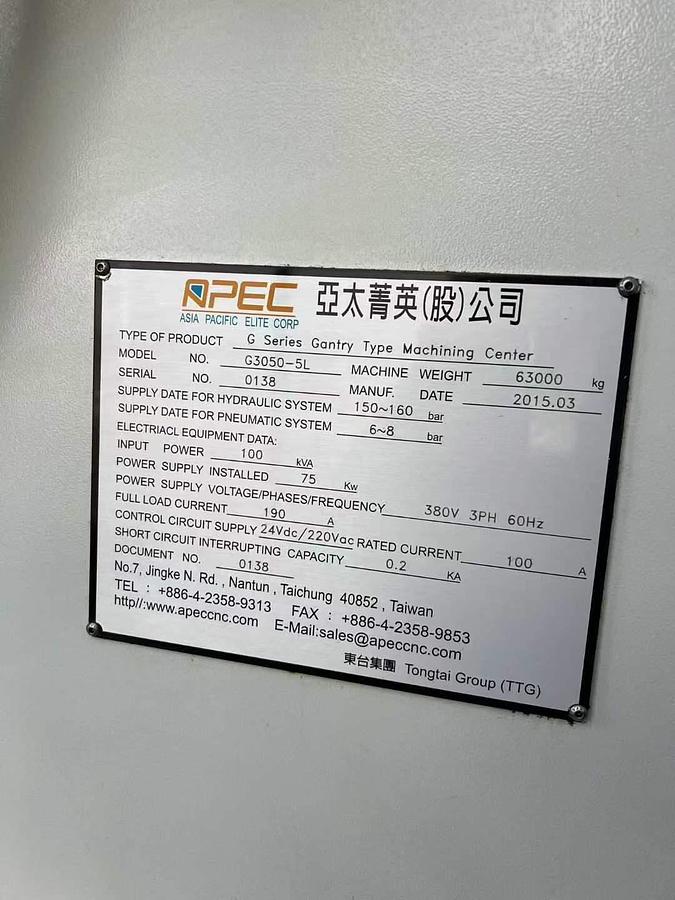 APEC 亞太菁英(股)公司
ASIA PACIFIC ELITE CORP
TYPE OF PRODUCT G Series Gantry Type Machining Center
MODEL NO. G3050-5L MACHINE WEIGHT 63000 kg
SERIAL NO. 0138 MANUF. DATE 2015.03
SUPPLY DATE FOR HYDRAULIC SYSTEM 150~160 bar
SUPPLY DATE FOR PNEUMATIC SYSTEM 6~8 bar
ELECTRIACL EQUIPMENT DATA:
INPUT POWER 100 kVA
POWER SUPPLY INSTALLED 75 Kw
POWER SUPPLY VOLTAGE/PHASES/FREQUENCY 380V 3PH 60Hz
FULL LOAD CURRENT 190 A
CONTROL CIRCUIT SUPPLY 24Vdc/220Vac RATED CURRENT 100 A
SHORT CIRCUIT INTERRUPTING CAPACITY 0.2 KA
DOCUMENT NO. 0138
No.7, Jingke N. Rd., Nantun, Taichung 40852, Taiwan
TEL : +886-4-2358-9313 FAX : +886-4-2358-9853
http//:www.apeccnc.com E-Mail:sales@apeccnc.com
東台集團 Tongtai Group (TTG)